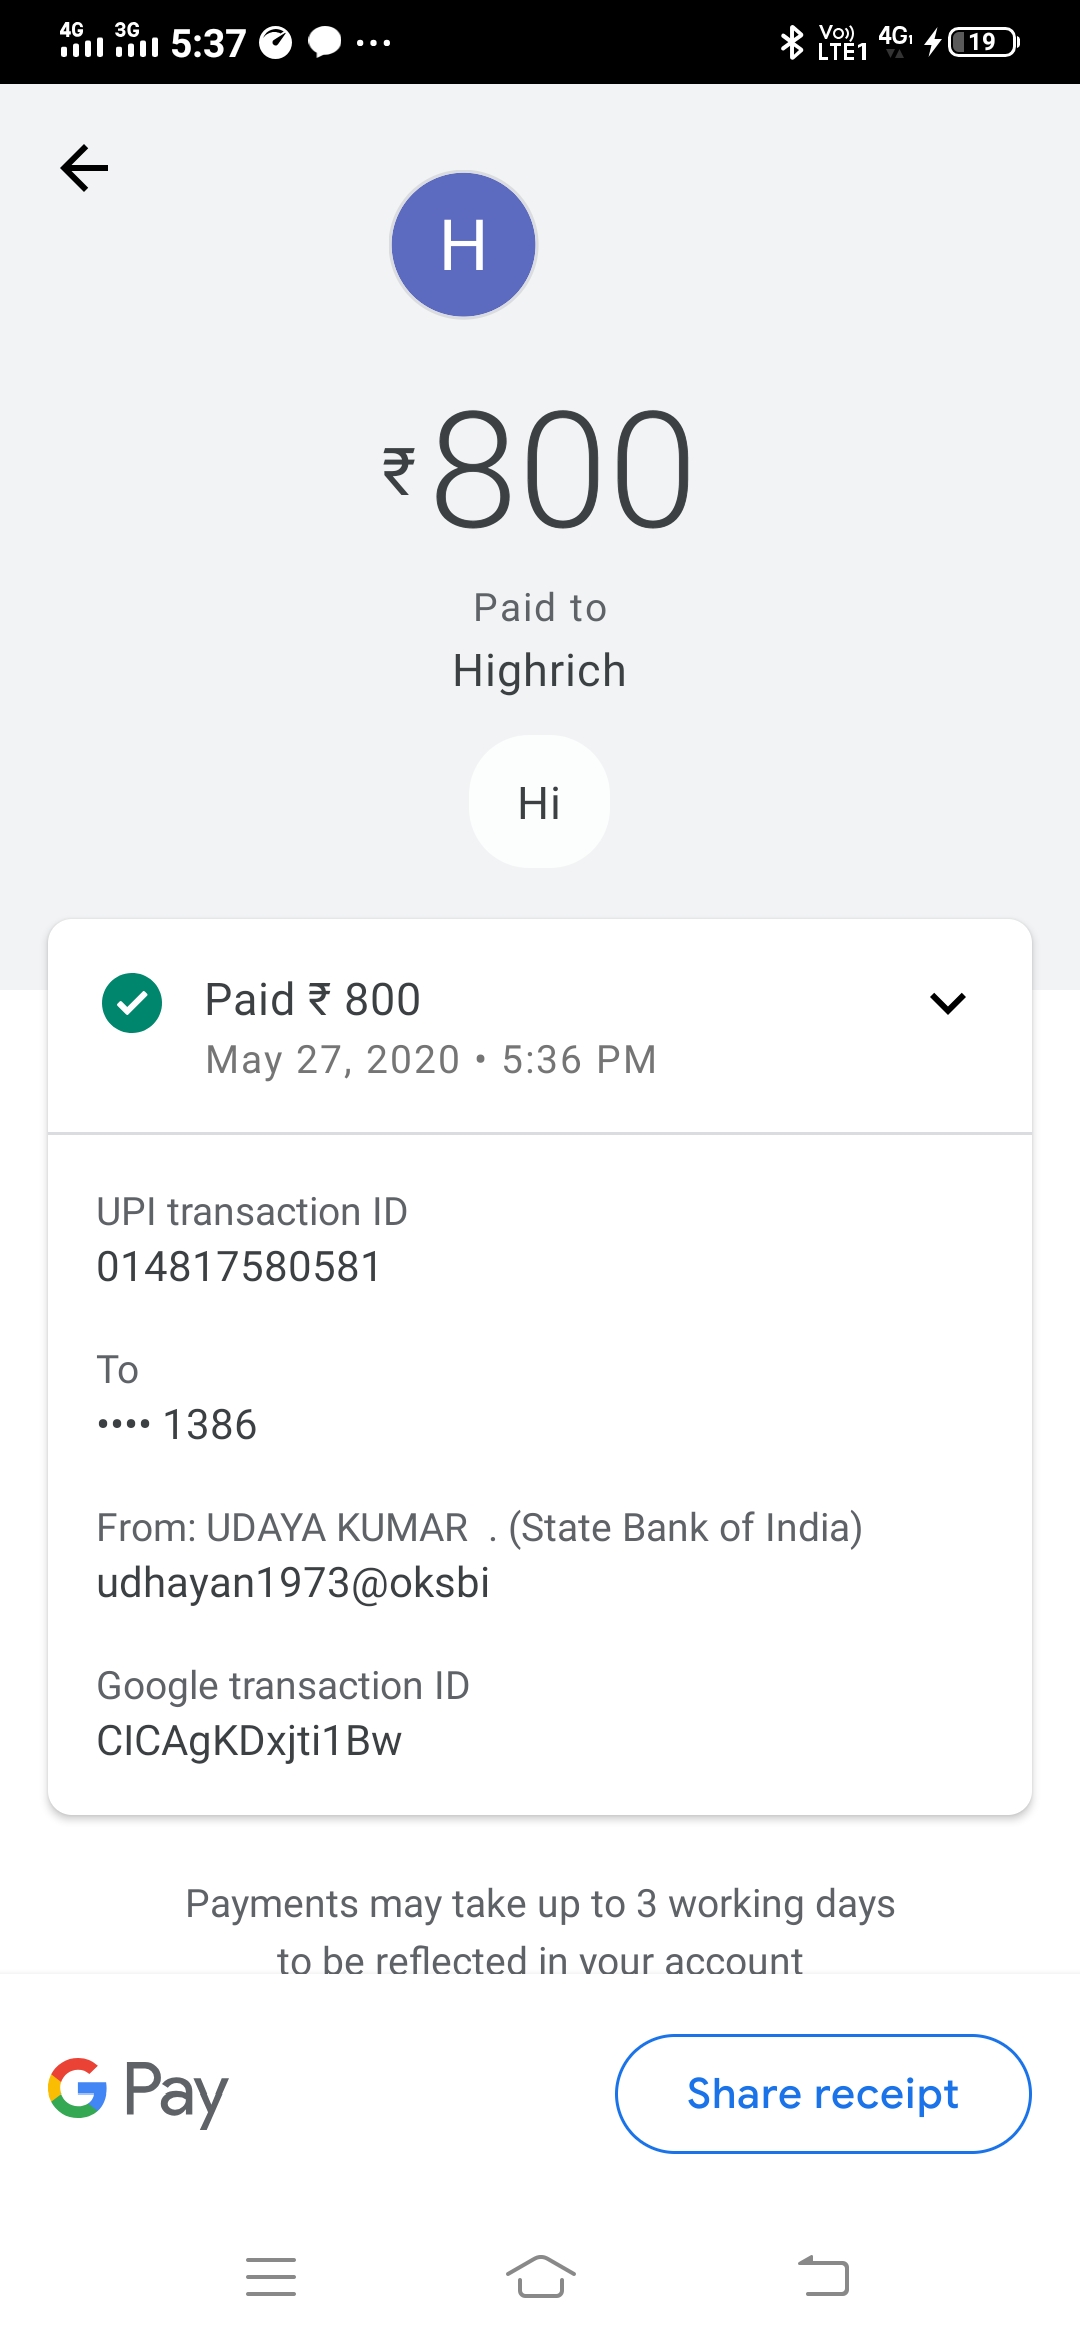 4G 3G 5:37 Vo)) LTE1 4G1 19
H
₹800
Paid to
Highrich
Hi
Paid ₹ 800
May 27, 2020 • 5:36 PM
UPI transaction ID
014817580581
To
•••• 1386
From: UDAYA KUMAR . (State Bank of India)
udhayan1973@oksbi
Google transaction ID
CICAgKDxjti1Bw
Payments may take up to 3 working days
to be reflected in your account
G Pay
Share receipt